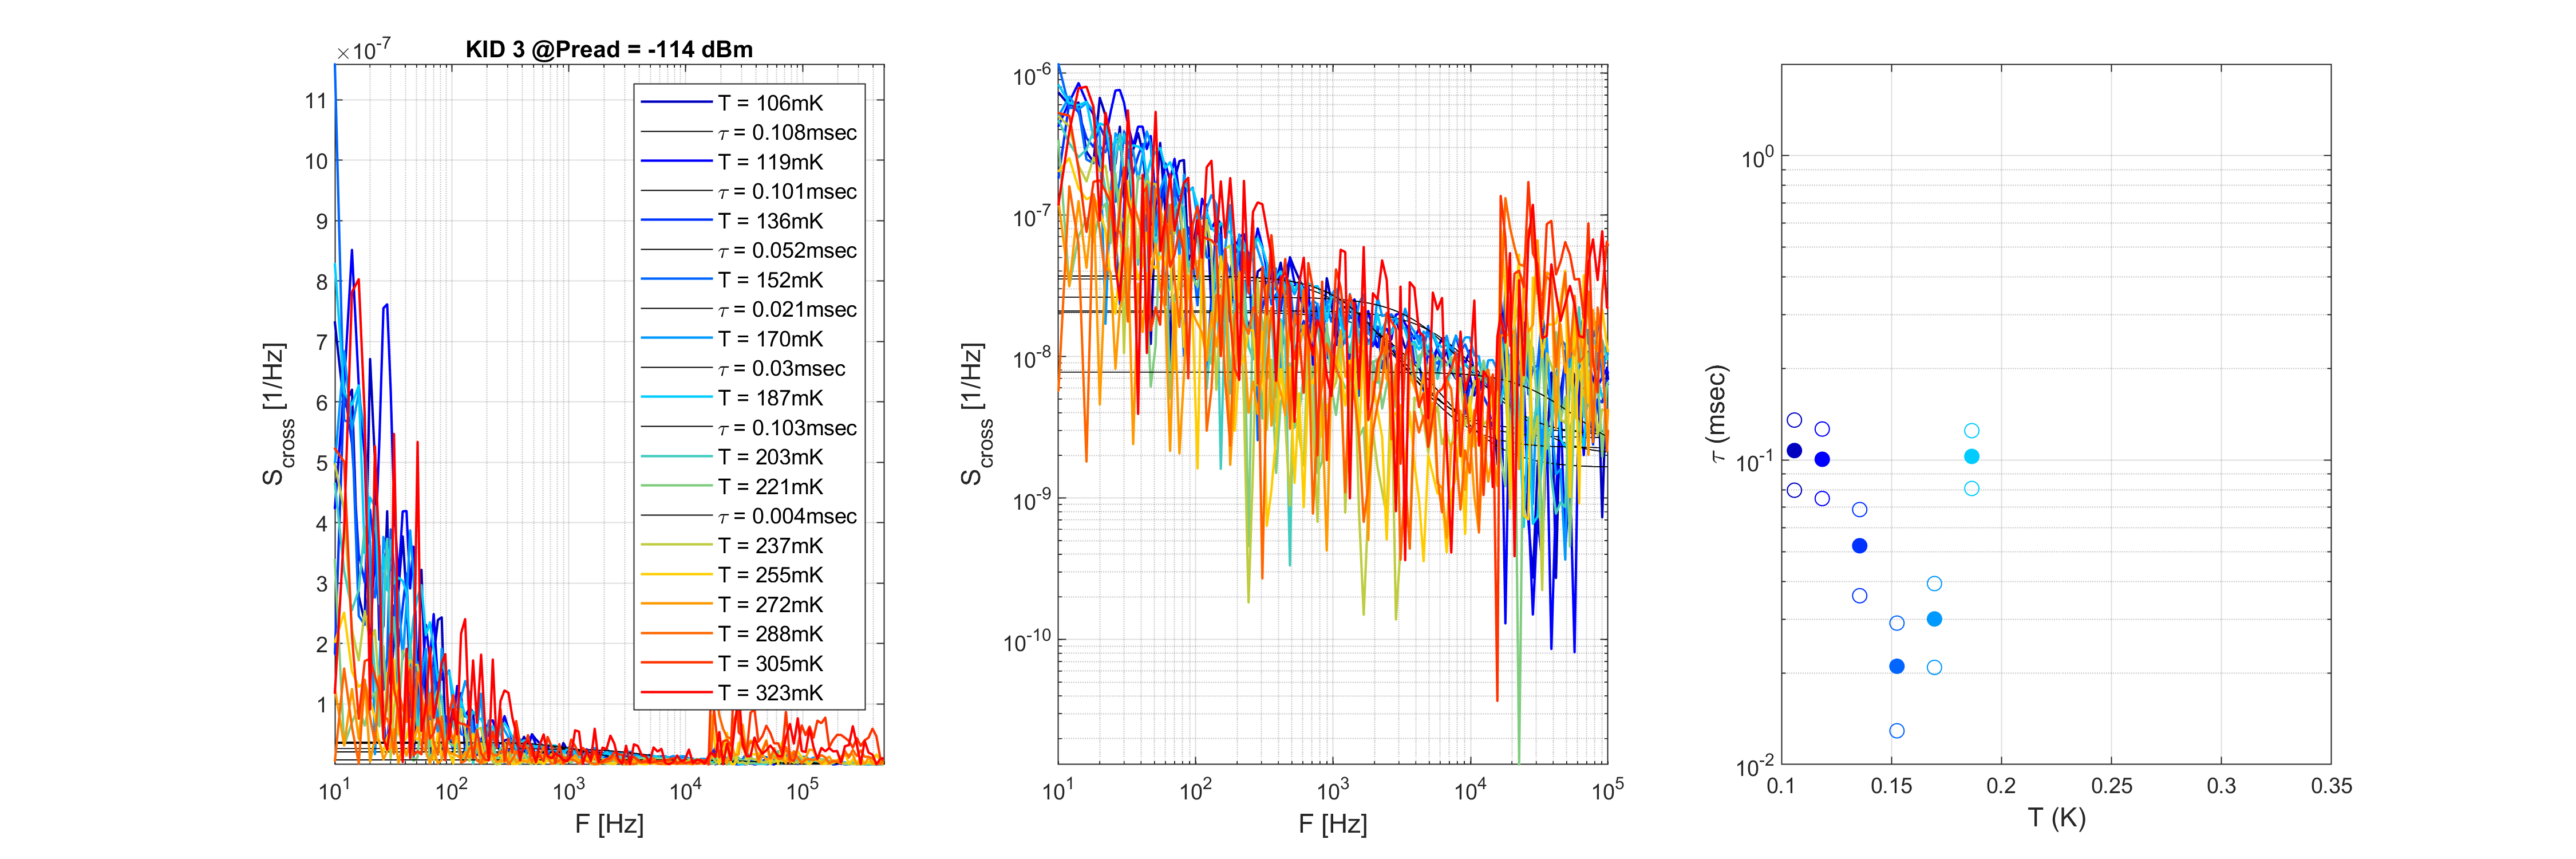 KID 3 @Pread = -114 dBm
×10^-7
11
10
9
8
7
6
5
4
3
2
1
S_cross [1/Hz]
10^1
10^2
10^3
10^4
10^5
F [Hz]
T = 106mK
τ = 0.108msec
T = 119mK
τ = 0.101msec
T = 136mK
τ = 0.052msec
T = 152mK
τ = 0.021msec
T = 170mK
τ = 0.03msec
T = 187mK
τ = 0.103msec
T = 203mK
T = 221mK
τ = 0.004msec
T = 237mK
T = 255mK
T = 272mK
T = 288mK
T = 305mK
T = 323mK
10^-6
10^-7
10^-8
10^-9
10^-10
S_cross [1/Hz]
10^1
10^2
10^3
10^4
10^5
F [Hz]
10^0
10^-1
10^-2
τ (msec)
0.1
0.15
0.2
0.25
0.3
0.35
T (K)